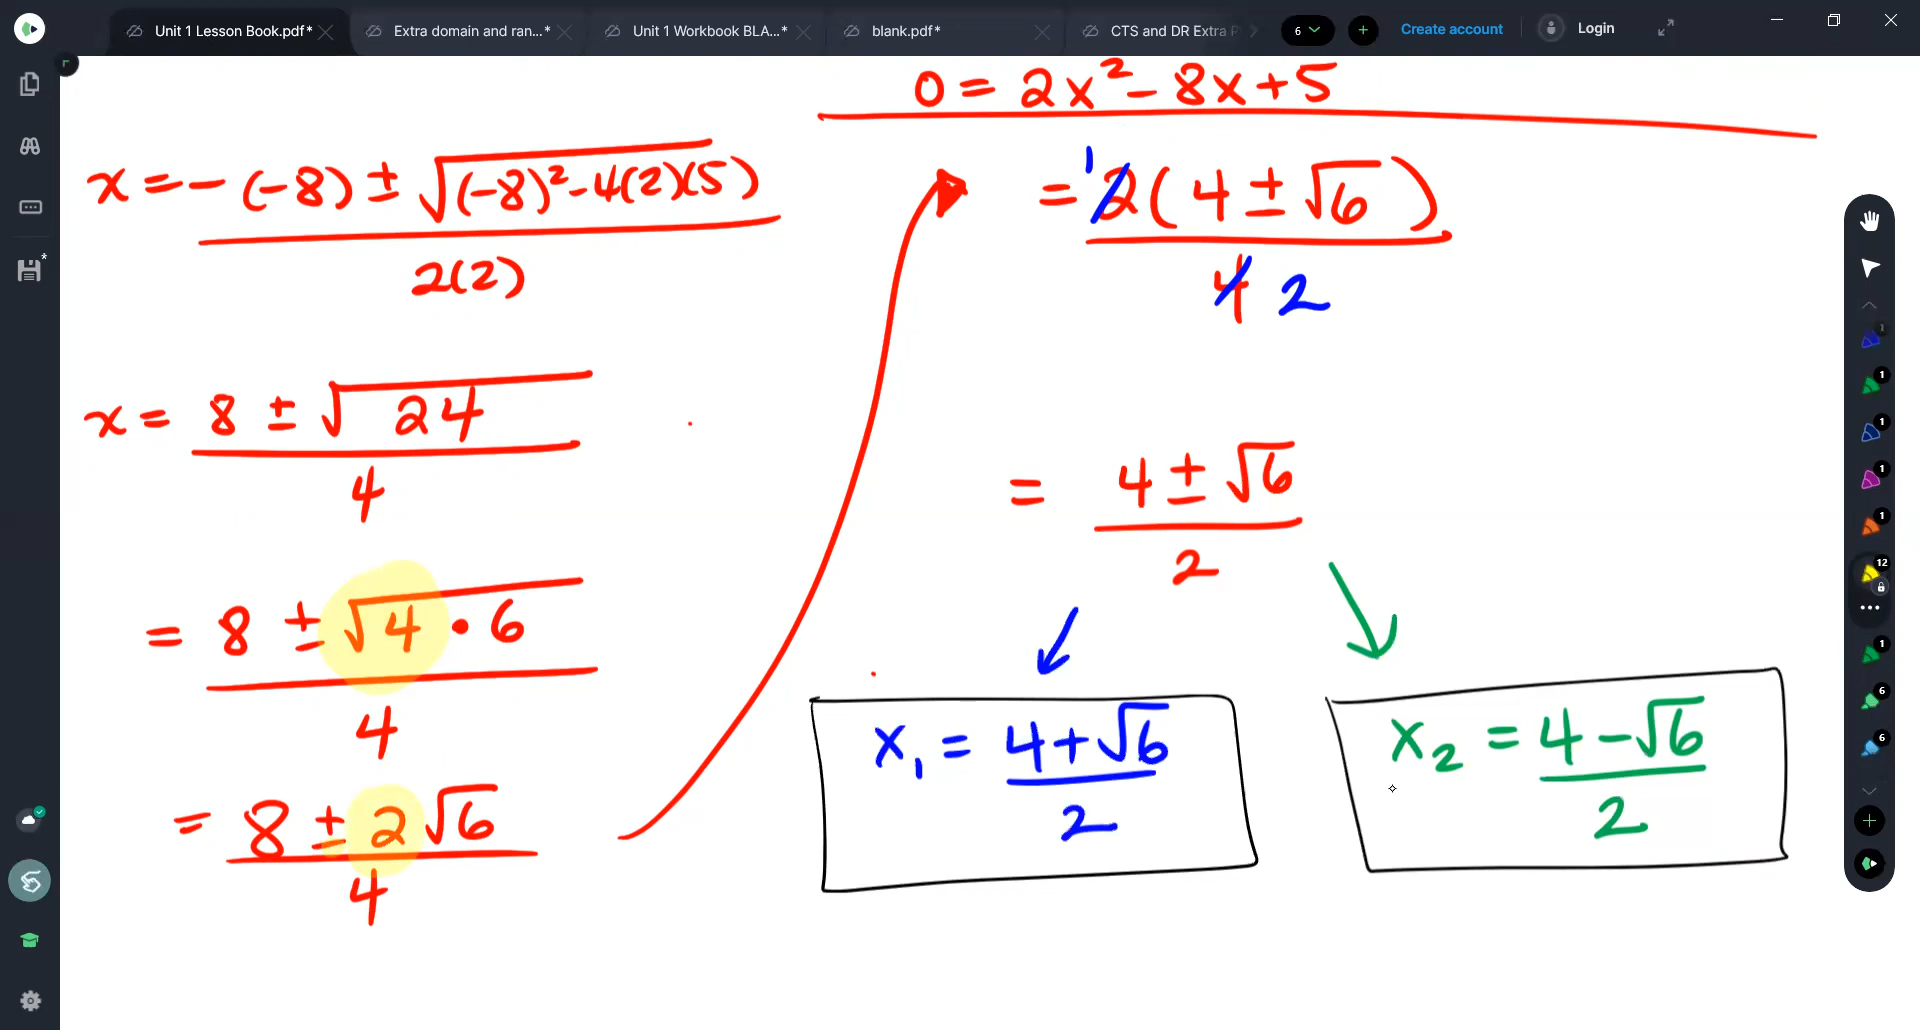 Unit 1 Lesson Book.pdf*
Extra domain and ran...*
Unit 1 Workbook BLA...*
blank.pdf*
CTS and DR Extra P
6
Create account
Login
0 = 2x² - 8x + 5
x = -(-8) ± √(-8)² - 4(2)(5)
2(2)
x = 8 ± √24
4
= 8 ± √4 • 6
4
= 8 ± 2√6
4
1
= 2(4 ± √6)
4 2
= 4 ± √6
2
x₁ = 4 + √6
2
x₂ = 4 - √6
2
1
1
1
1
1
12
1
6
6